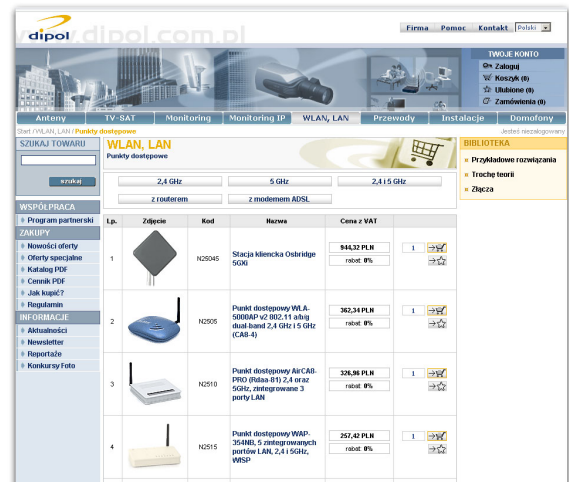 www.dipol.com.pl
dipol
Firma Pomoc Kontakt Polski
TWOJE KONTO
Zaloguj
Koszyk (0)
Ulubione (0)
Zamówienia (0)
Anteny TV-SAT Monitoring Monitoring IP WLAN, LAN Przewody Instalacje Domofony
Start /WLAN, LAN / Punkty dostępowe
Jesteś niezalogowany
SZUKAJ TOWARU
szukaj
WSPÓŁPRACA
Program partnerski
ZAKUPY
Nowości oferty
Oferty specjalne
Katalog PDF
Cennik PDF
Jak kupić?
Regulamin
INFORMACJE
Aktualności
Newsletter
Reportaże
Konkursy Foto
WLAN, LAN
Punkty dostępowe
2,4 GHz 5 GHz 2,4 i 5 GHz
z routerem z modemem ADSL
Lp. Zdjęcie Kod Nazwa Cena z VAT
1 N25045 Stacja kliencka Osbridge
5GXi
944,32 PLN
rabat: 0%
1
2 N2505 Punkt dostępowy WLA-
5000AP v2 802.11 a/b/g
dual-band 2,4 GHz i 5 GHz
(CA8-4)
362,34 PLN
rabat: 0%
1
3 N2510 Punkt dostępowy AirCA8-
PRO (Rdaa-81) 2,4 oraz
5GHz, zintegrowane 3
porty LAN
326,96 PLN
rabat: 0%
1
4 N2515 Punkt dostępowy WAP-
354NB, 5 zintegrowanych
portów LAN, 2,4 i 5GHz,
WISP
257,42 PLN
rabat: 0%
1
BIBLIOTEKA
Przykładowe rozwiązania
Trochę teorii
Złącza